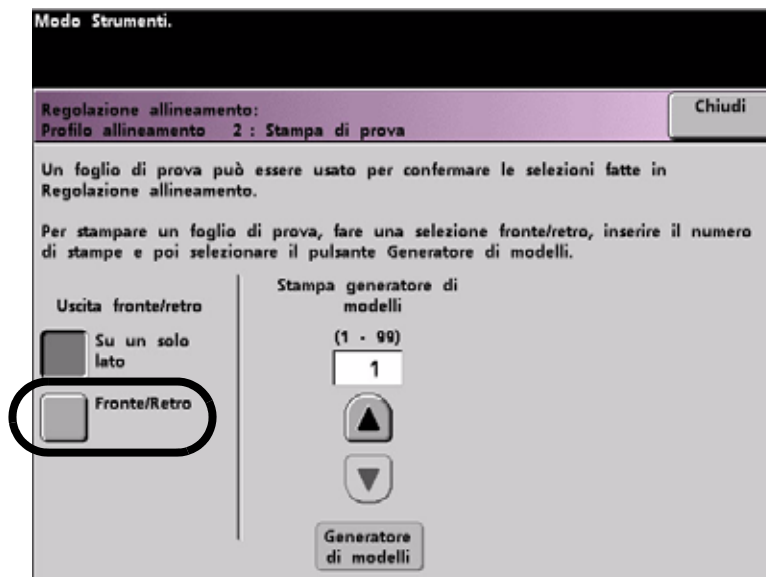 Modo Strumenti.
Regolazione allineamento:
Profilo allineamento 2 : Stampa di prova
Chiudi
Un foglio di prova può essere usato per confermare le selezioni fatte in
Regolazione allineamento.
Per stampare un foglio di prova, fare una selezione fronte/retro, inserire il numero
di stampe e poi selezionare il pulsante Generatore di modelli.
Uscita fronte/retro
Su un solo
lato
Fronte/Retro
Stampa generatore di
modelli
(1 - 99)
1
Generatore
di modelli